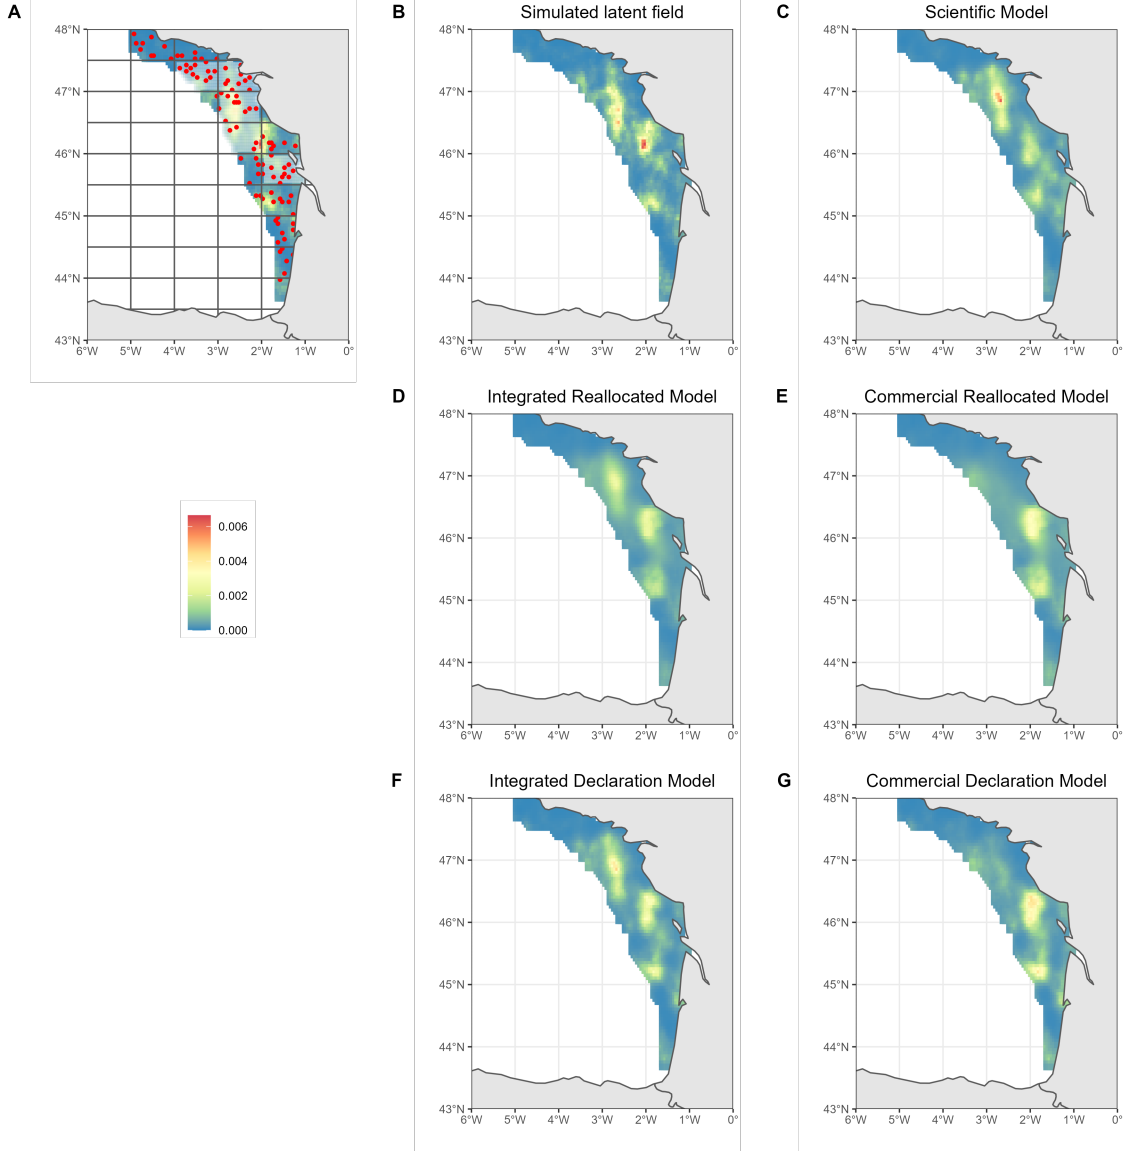 A
48°N
47°N
46°N
45°N
44°N
43°N
6°W 5°W 4°W 3°W 2°W 1°W 0°
B Simulated latent field
48°N
47°N
46°N
45°N
44°N
43°N
6°W 5°W 4°W 3°W 2°W 1°W 0°
C Scientific Model
48°N
47°N
46°N
45°N
44°N
43°N
6°W 5°W 4°W 3°W 2°W 1°W 0°
D Integrated Reallocated Model
48°N
47°N
46°N
45°N
44°N
43°N
6°W 5°W 4°W 3°W 2°W 1°W 0°
E Commercial Reallocated Model
48°N
47°N
46°N
45°N
44°N
43°N
6°W 5°W 4°W 3°W 2°W 1°W 0°
0.006
0.004
0.002
0.000
F Integrated Declaration Model
48°N
47°N
46°N
45°N
44°N
43°N
6°W 5°W 4°W 3°W 2°W 1°W 0°
G Commercial Declaration Model
48°N
47°N
46°N
45°N
44°N
43°N
6°W 5°W 4°W 3°W 2°W 1°W 0°